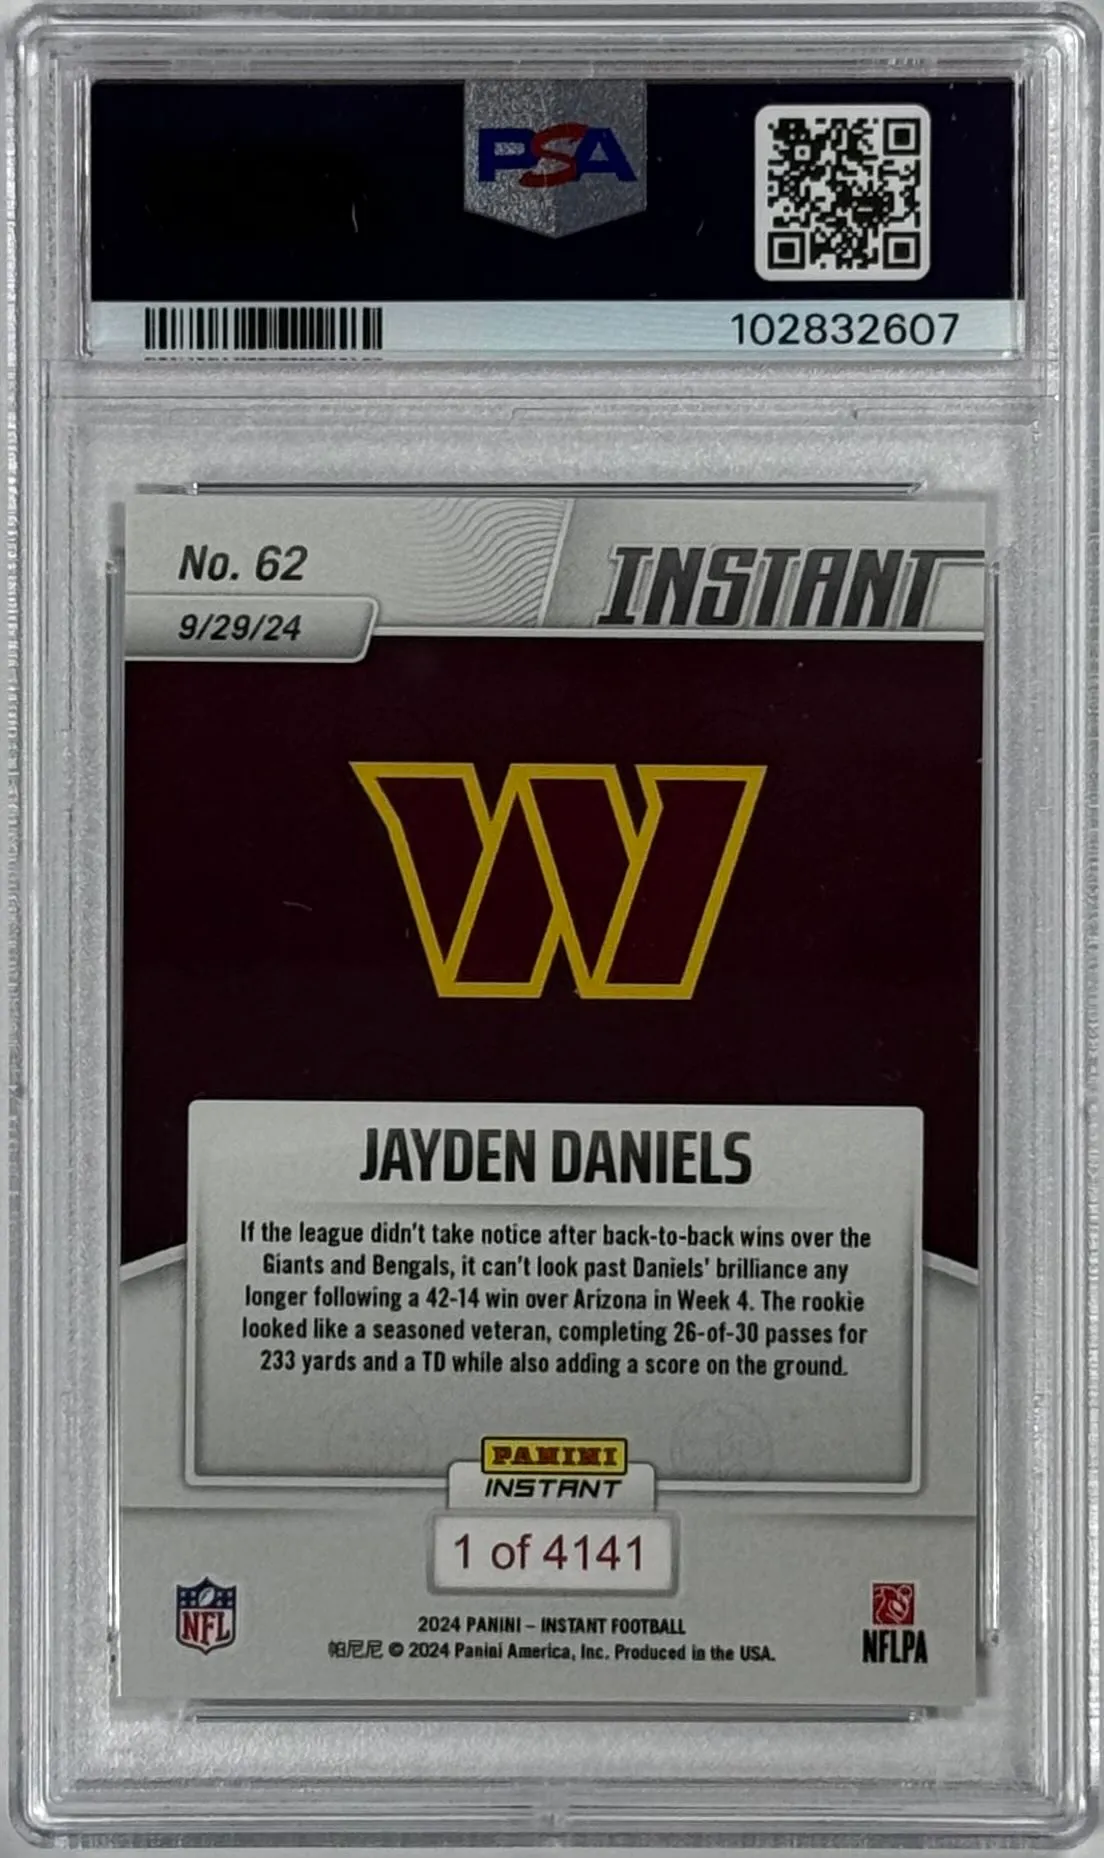 PSA
102832607
No. 62
INSTANT
9/29/24
W
JAYDEN DANIELS
If the league didn't take notice after back-to-back wins over the
Giants and Bengals, it can't look past Daniels' brilliance any
longer following a 42-14 win over Arizona in Week 4. The rookie
looked like a seasoned veteran, completing 26-of-30 passes for
233 yards and a TD while also adding a score on the ground.
PANINI
INSTANT
1 of 4141
NFL
2024 PANINI – INSTANT FOOTBALL
帕尼尼 © 2024 Panini America, Inc. Produced in the USA.
NFLPA